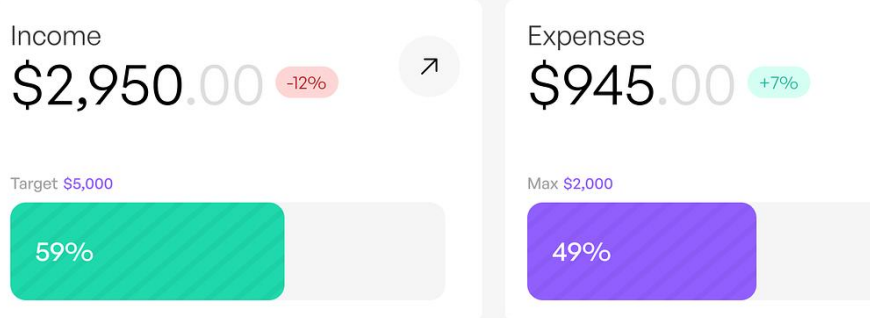 Income
$2,950.00 -12%
Target $5,000
59%
Expenses
$945.00 +7%
Max $2,000
49%